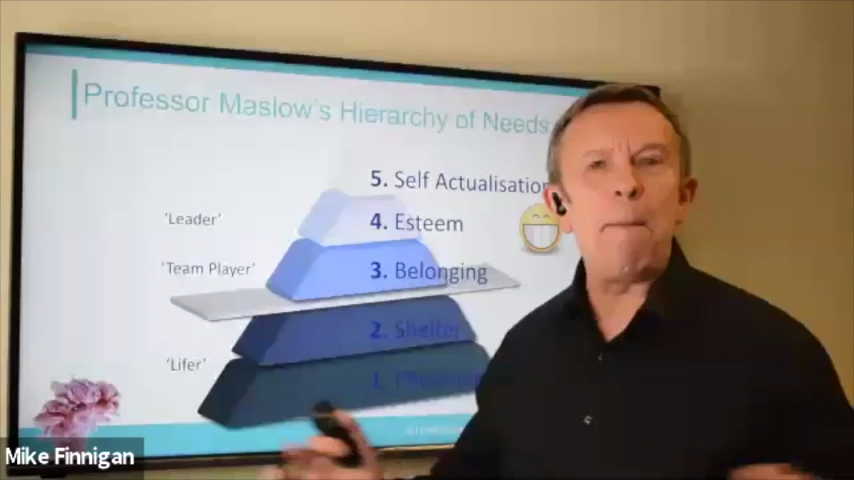 Professor Maslow's Hierarchy of Needs
5. Self Actualisation
'Leader'
4. Esteem
'Team Player'
3. Belonging
2. Shelter
'Lifer'
1.
Mike Finnigan